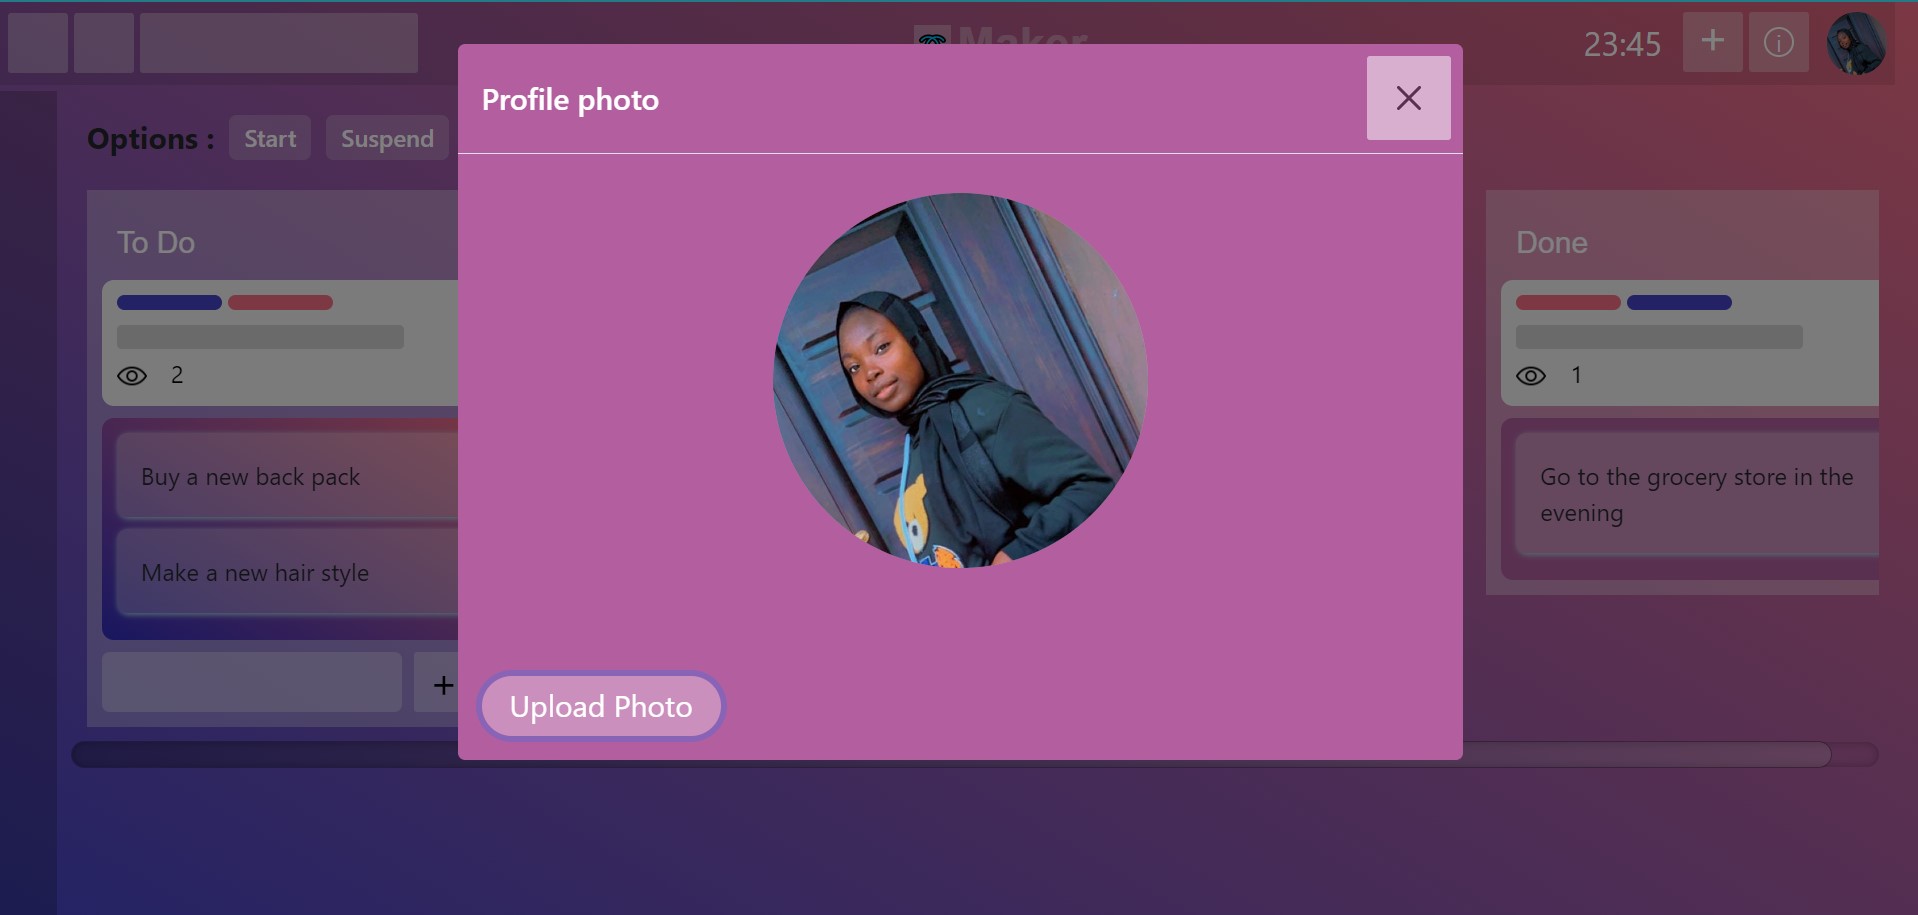 Maker
23:45
Profile photo
Options :
Start
Suspend
To Do
2
Buy a new back pack
Make a new hair style
Done
1
Go to the grocery store in the
evening
Upload Photo